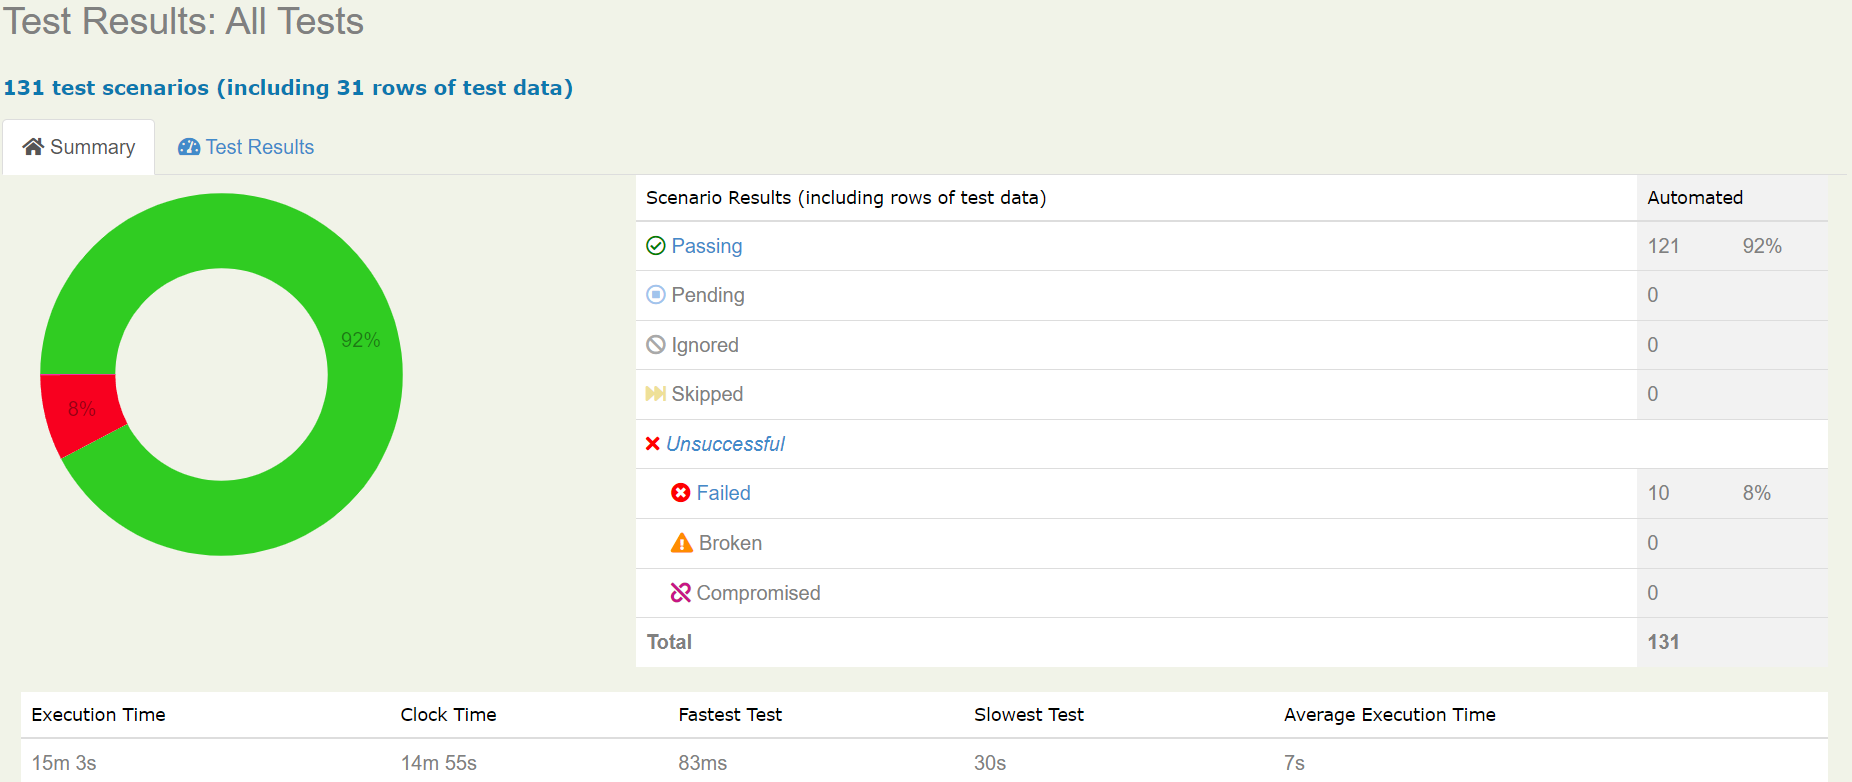 Test Results: All Tests
131 test scenarios (including 31 rows of test data)
Summary Test Results
92%
8%
Scenario Results (including rows of test data) Automated
Passing 121 92%
Pending 0
Ignored 0
Skipped 0
Unsuccessful
Failed 10 8%
Broken 0
Compromised 0
Total 131
Execution Time Clock Time Fastest Test Slowest Test Average Execution Time
15m 3s 14m 55s 83ms 30s 7s